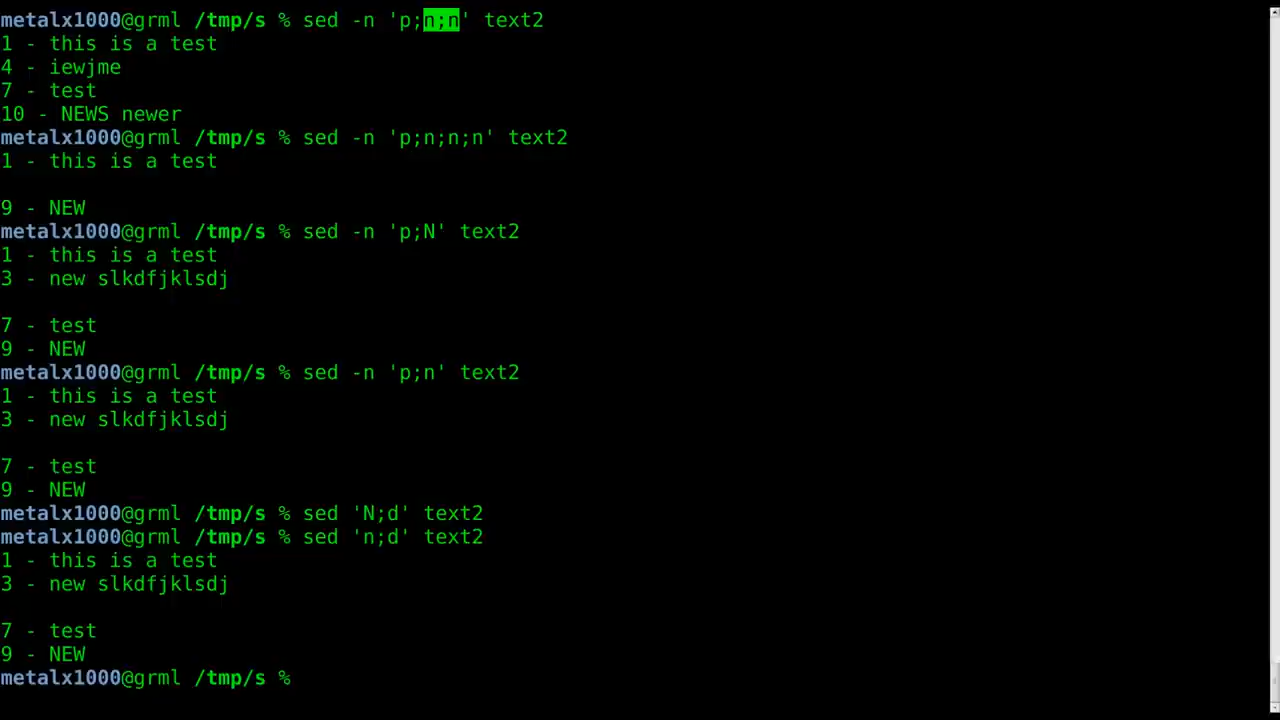 metalx1000@grml /tmp/s % sed -n 'p;n;n' text2
1 - this is a test
4 - iewjme
7 - test
10 - NEWS newer
metalx1000@grml /tmp/s % sed -n 'p;n;n;n' text2
1 - this is a test

9 - NEW
metalx1000@grml /tmp/s % sed -n 'p;N' text2
1 - this is a test
3 - new slkdfjklsdj

7 - test
9 - NEW
metalx1000@grml /tmp/s % sed -n 'p;n' text2
1 - this is a test
3 - new slkdfjklsdj

7 - test
9 - NEW
metalx1000@grml /tmp/s % sed 'N;d' text2
metalx1000@grml /tmp/s % sed 'n;d' text2
1 - this is a test
3 - new slkdfjklsdj

7 - test
9 - NEW
metalx1000@grml /tmp/s %